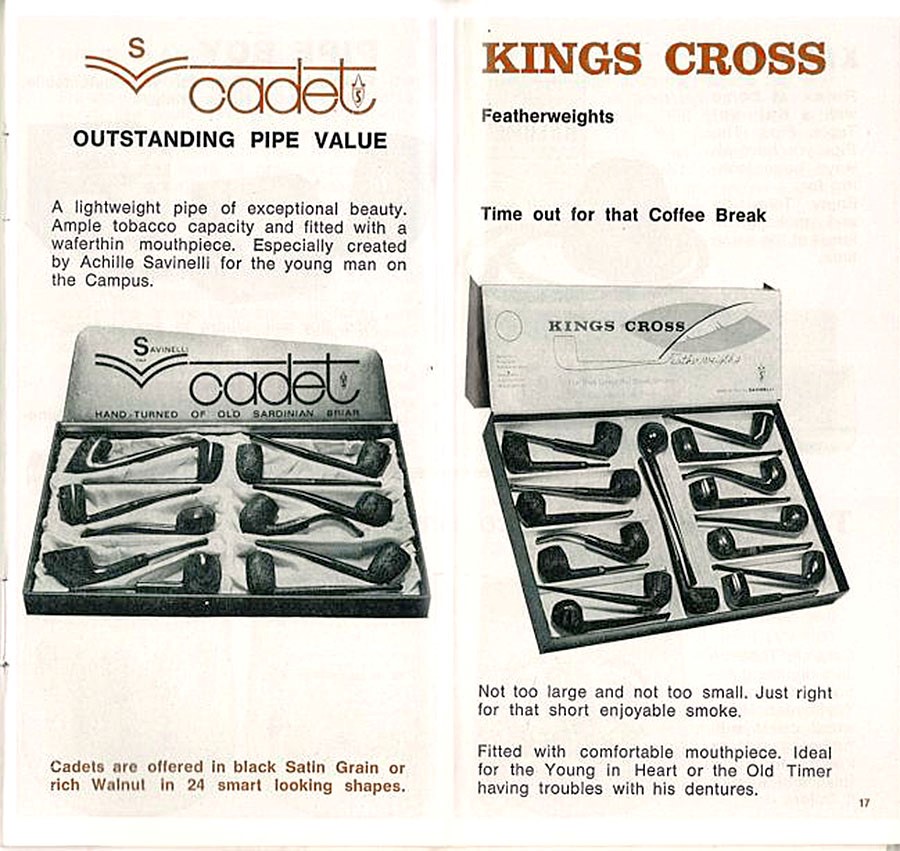 S
cadet
S
OUTSTANDING PIPE VALUE
A lightweight pipe of exceptional beauty.
Ample tobacco capacity and fitted with a
waferthin mouthpiece. Especially created
by Achille Savinelli for the young man on
the Campus.
SAVINELLI
cadet
HAND-TURNED OF OLD SARDINIAN BRIAR
Cadets are offered in black Satin Grain or
rich Walnut in 24 smart looking shapes.
KINGS CROSS
Featherweights
Time out for that Coffee Break
KINGS CROSS
Featherweights
SAVINELLI
Not too large and not too small. Just right
for that short enjoyable smoke.
Fitted with comfortable mouthpiece. Ideal
for the Young in Heart or the Old Timer
having troubles with his dentures.
17